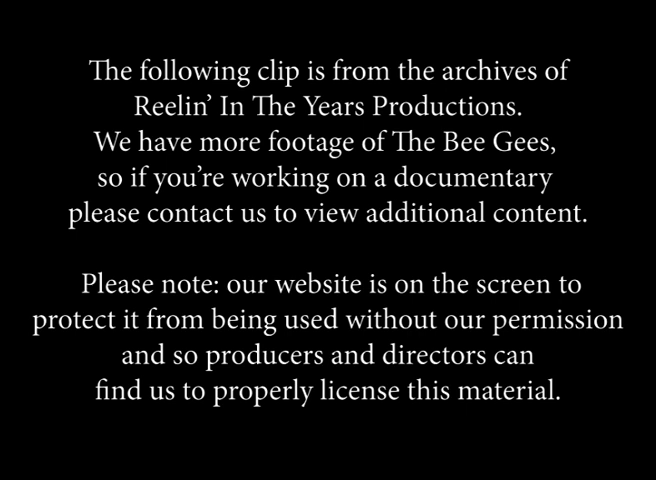 The following clip is from the archives of
Reelin’ In The Years Productions.
We have more footage of The Bee Gees,
so if you’re working on a documentary
please contact us to view additional content.
Please note: our website is on the screen to
protect it from being used without our permission
and so producers and directors can
find us to properly license this material.